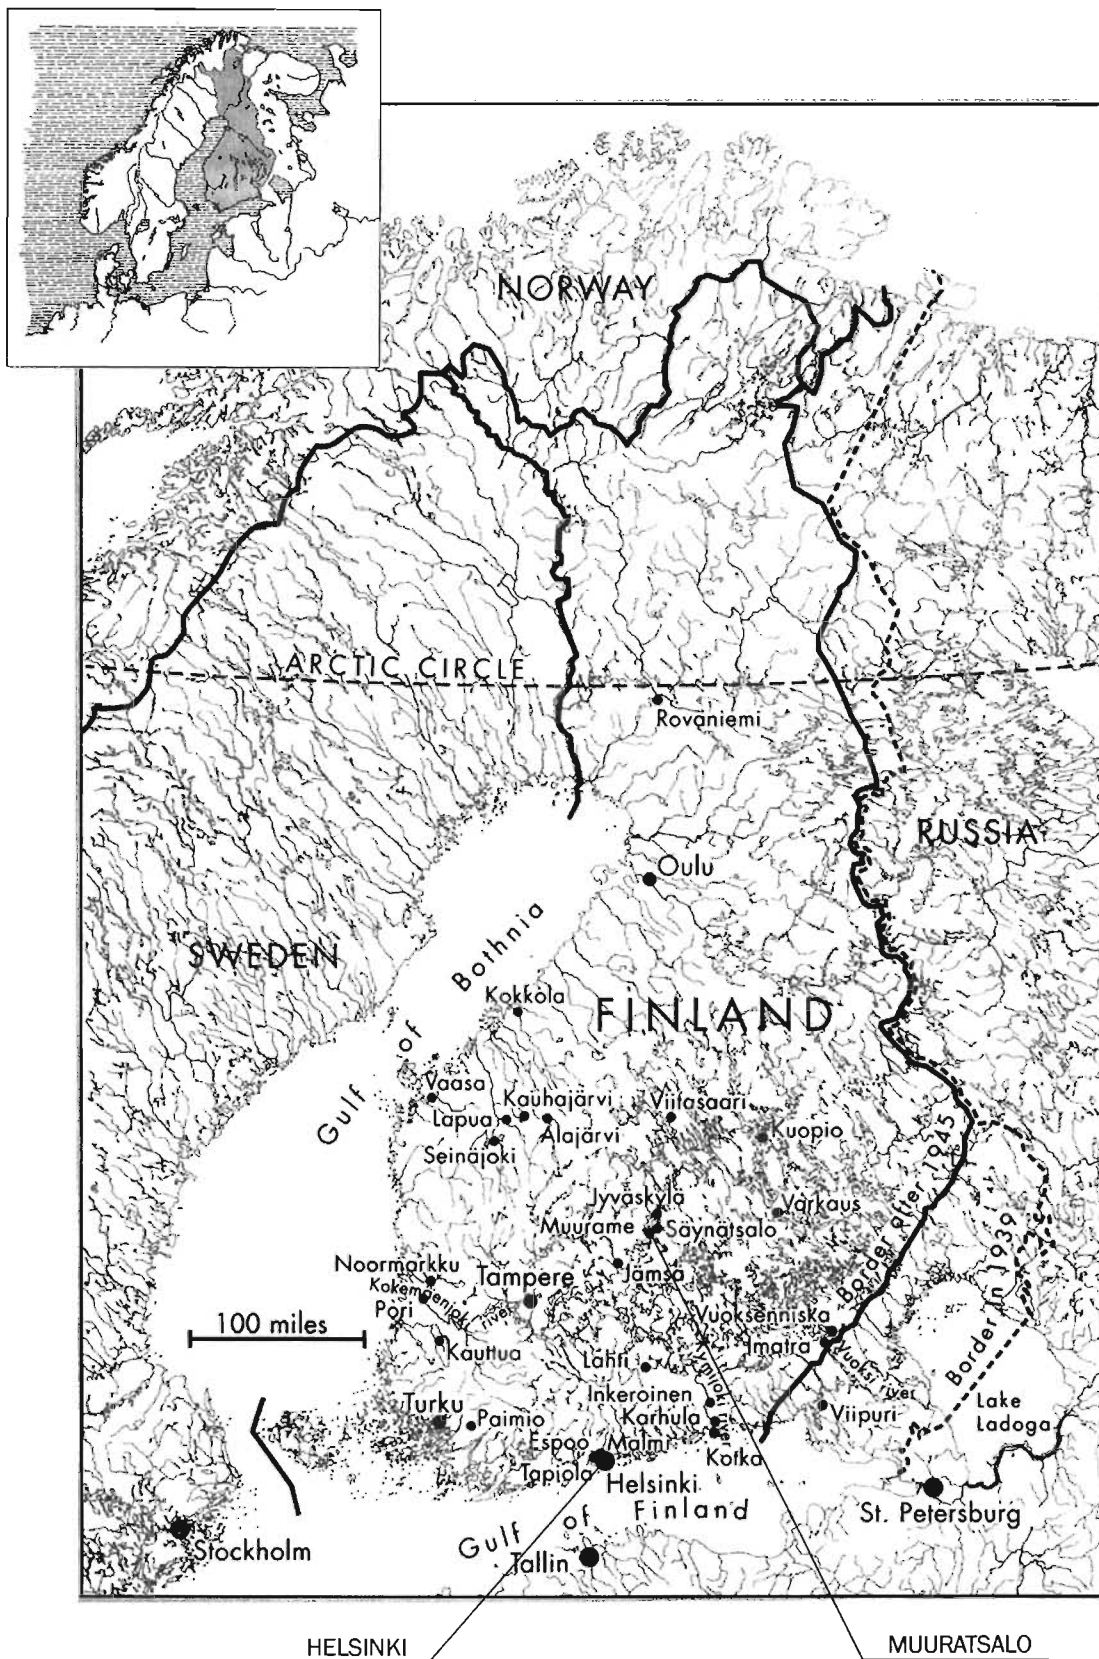 NORWAY
ARCTIC CIRCLE
Rovaniemi
RUSSIA
Oulu
SWEDEN
Gulf of Bothnia
Kokkola
FINLAND
Vaasa
Kauhajärvi
Viitasaari
Lapua
Alajärvi
Kuopio
Seinäjoki
Border after 1945
Jyväskylä
Varkaus
Muurame
Säynätsalo
Border in 1939
Noormarkku
Tampere
Jämsä
Kokemäenjoki river
Pori
Vuoksenniska
100 miles
Kauttua
Imatra
Vuoksi river
Lahti
Kymijoki river
Inkeroinen
Turku
Paimio
Karhula
Viipuri
Lake
Ladoga
Espoo
Malmi
Kotka
Tapiola
Helsinki
St. Petersburg
Gulf of Finland
Stockholm
Tallin
HELSINKI
MUURATSALO